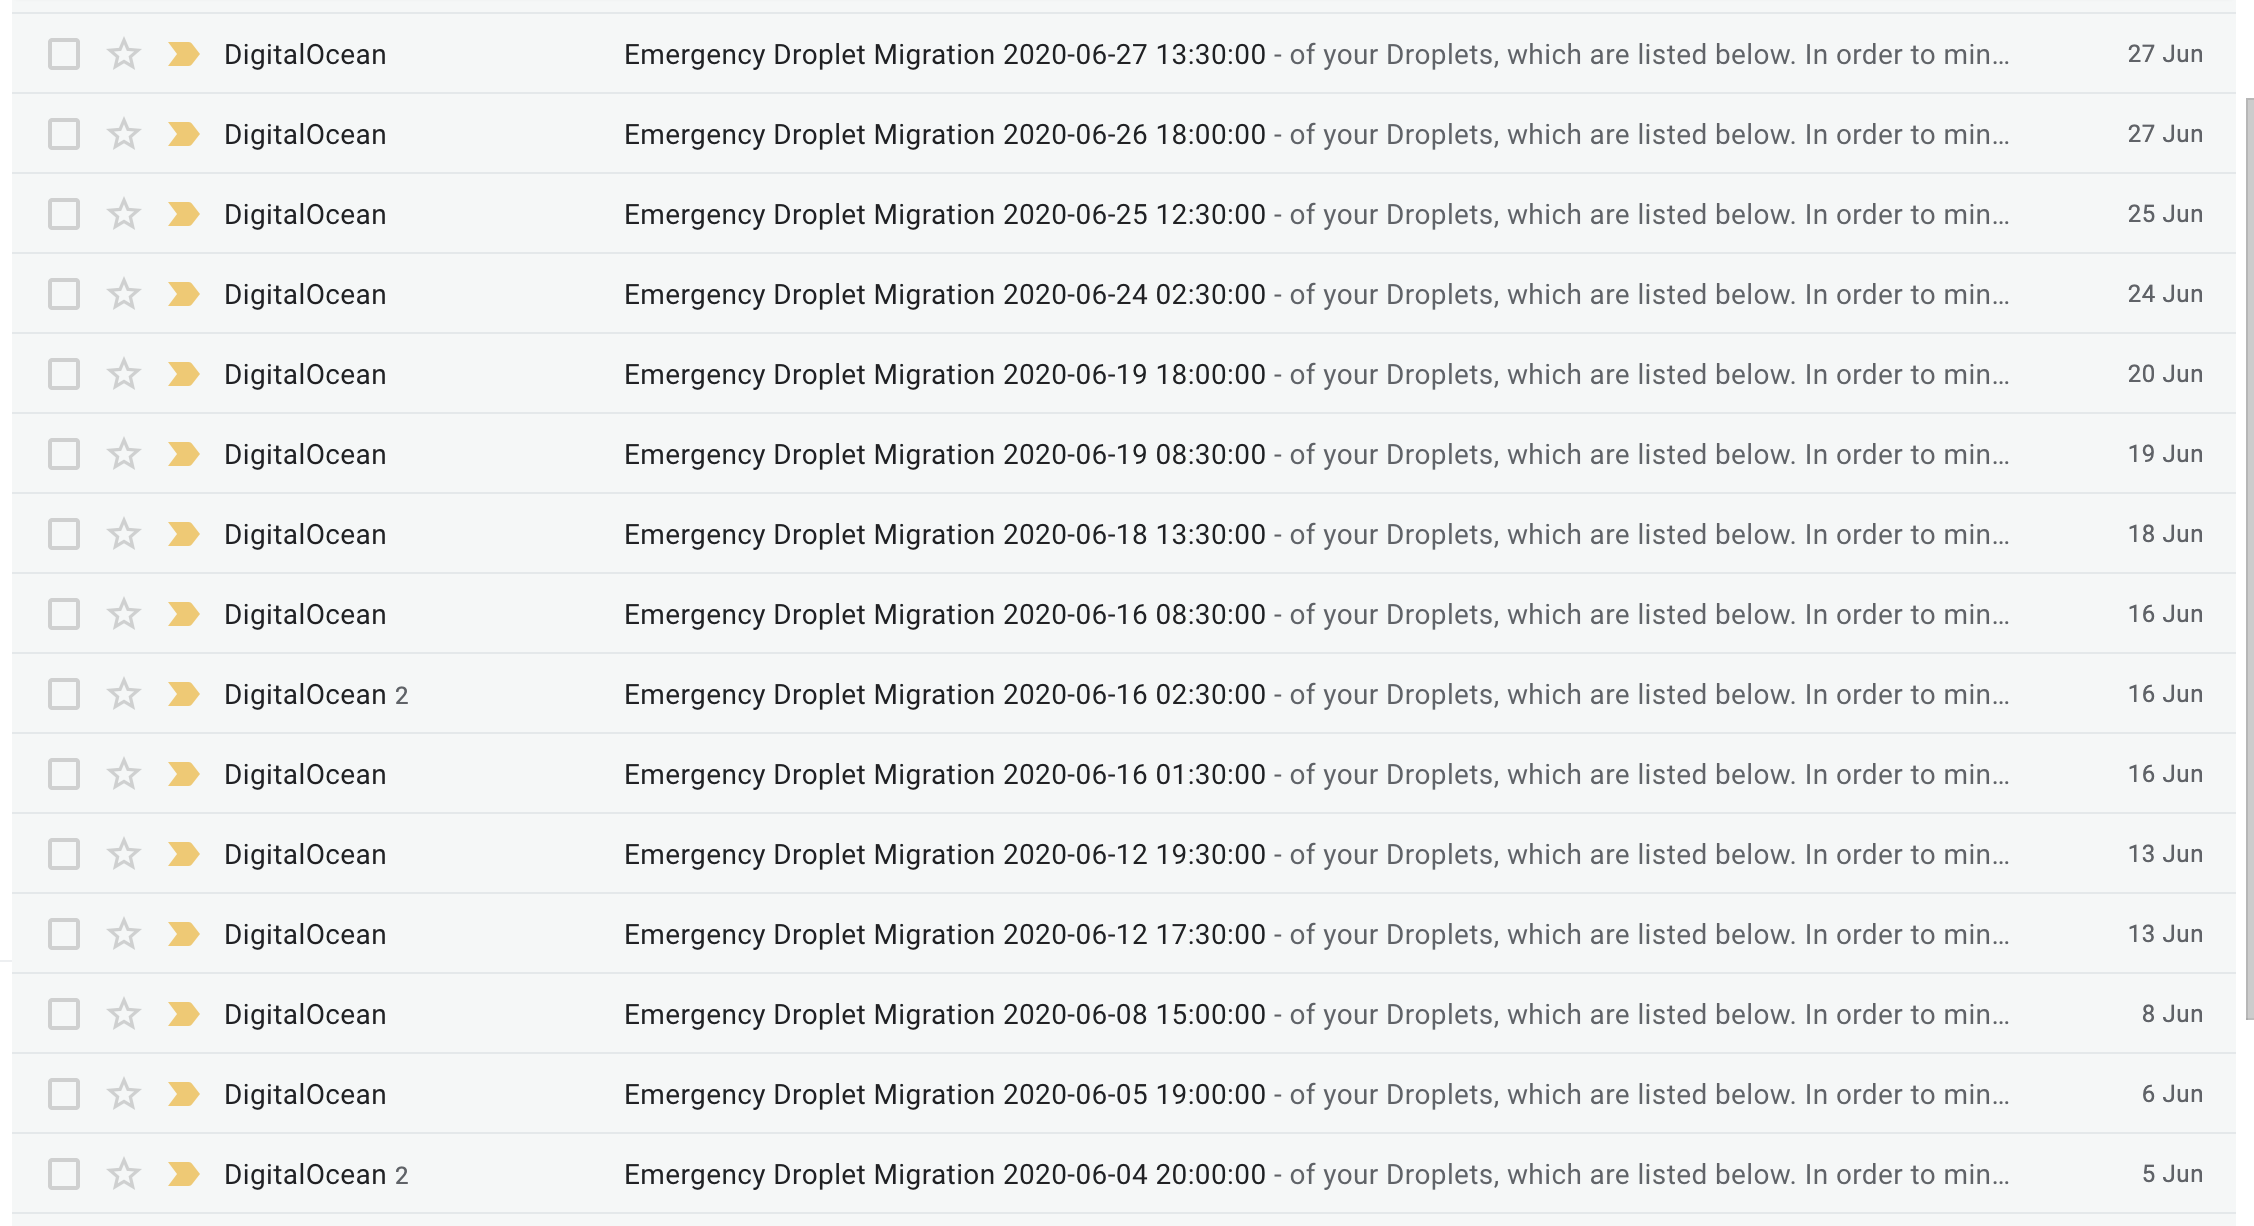 DigitalOcean Emergency Droplet Migration 2020-06-27 13:30:00 - of your Droplets, which are listed below. In order to min… 27 Jun
DigitalOcean Emergency Droplet Migration 2020-06-26 18:00:00 - of your Droplets, which are listed below. In order to min… 27 Jun
DigitalOcean Emergency Droplet Migration 2020-06-25 12:30:00 - of your Droplets, which are listed below. In order to min… 25 Jun
DigitalOcean Emergency Droplet Migration 2020-06-24 02:30:00 - of your Droplets, which are listed below. In order to min… 24 Jun
DigitalOcean Emergency Droplet Migration 2020-06-19 18:00:00 - of your Droplets, which are listed below. In order to min… 20 Jun
DigitalOcean Emergency Droplet Migration 2020-06-19 08:30:00 - of your Droplets, which are listed below. In order to min… 19 Jun
DigitalOcean Emergency Droplet Migration 2020-06-18 13:30:00 - of your Droplets, which are listed below. In order to min… 18 Jun
DigitalOcean Emergency Droplet Migration 2020-06-16 08:30:00 - of your Droplets, which are listed below. In order to min… 16 Jun
DigitalOcean 2 Emergency Droplet Migration 2020-06-16 02:30:00 - of your Droplets, which are listed below. In order to min… 16 Jun
DigitalOcean Emergency Droplet Migration 2020-06-16 01:30:00 - of your Droplets, which are listed below. In order to min… 16 Jun
DigitalOcean Emergency Droplet Migration 2020-06-12 19:30:00 - of your Droplets, which are listed below. In order to min… 13 Jun
DigitalOcean Emergency Droplet Migration 2020-06-12 17:30:00 - of your Droplets, which are listed below. In order to min… 13 Jun
DigitalOcean Emergency Droplet Migration 2020-06-08 15:00:00 - of your Droplets, which are listed below. In order to min… 8 Jun
DigitalOcean Emergency Droplet Migration 2020-06-05 19:00:00 - of your Droplets, which are listed below. In order to min… 6 Jun
DigitalOcean 2 Emergency Droplet Migration 2020-06-04 20:00:00 - of your Droplets, which are listed below. In order to min… 5 Jun